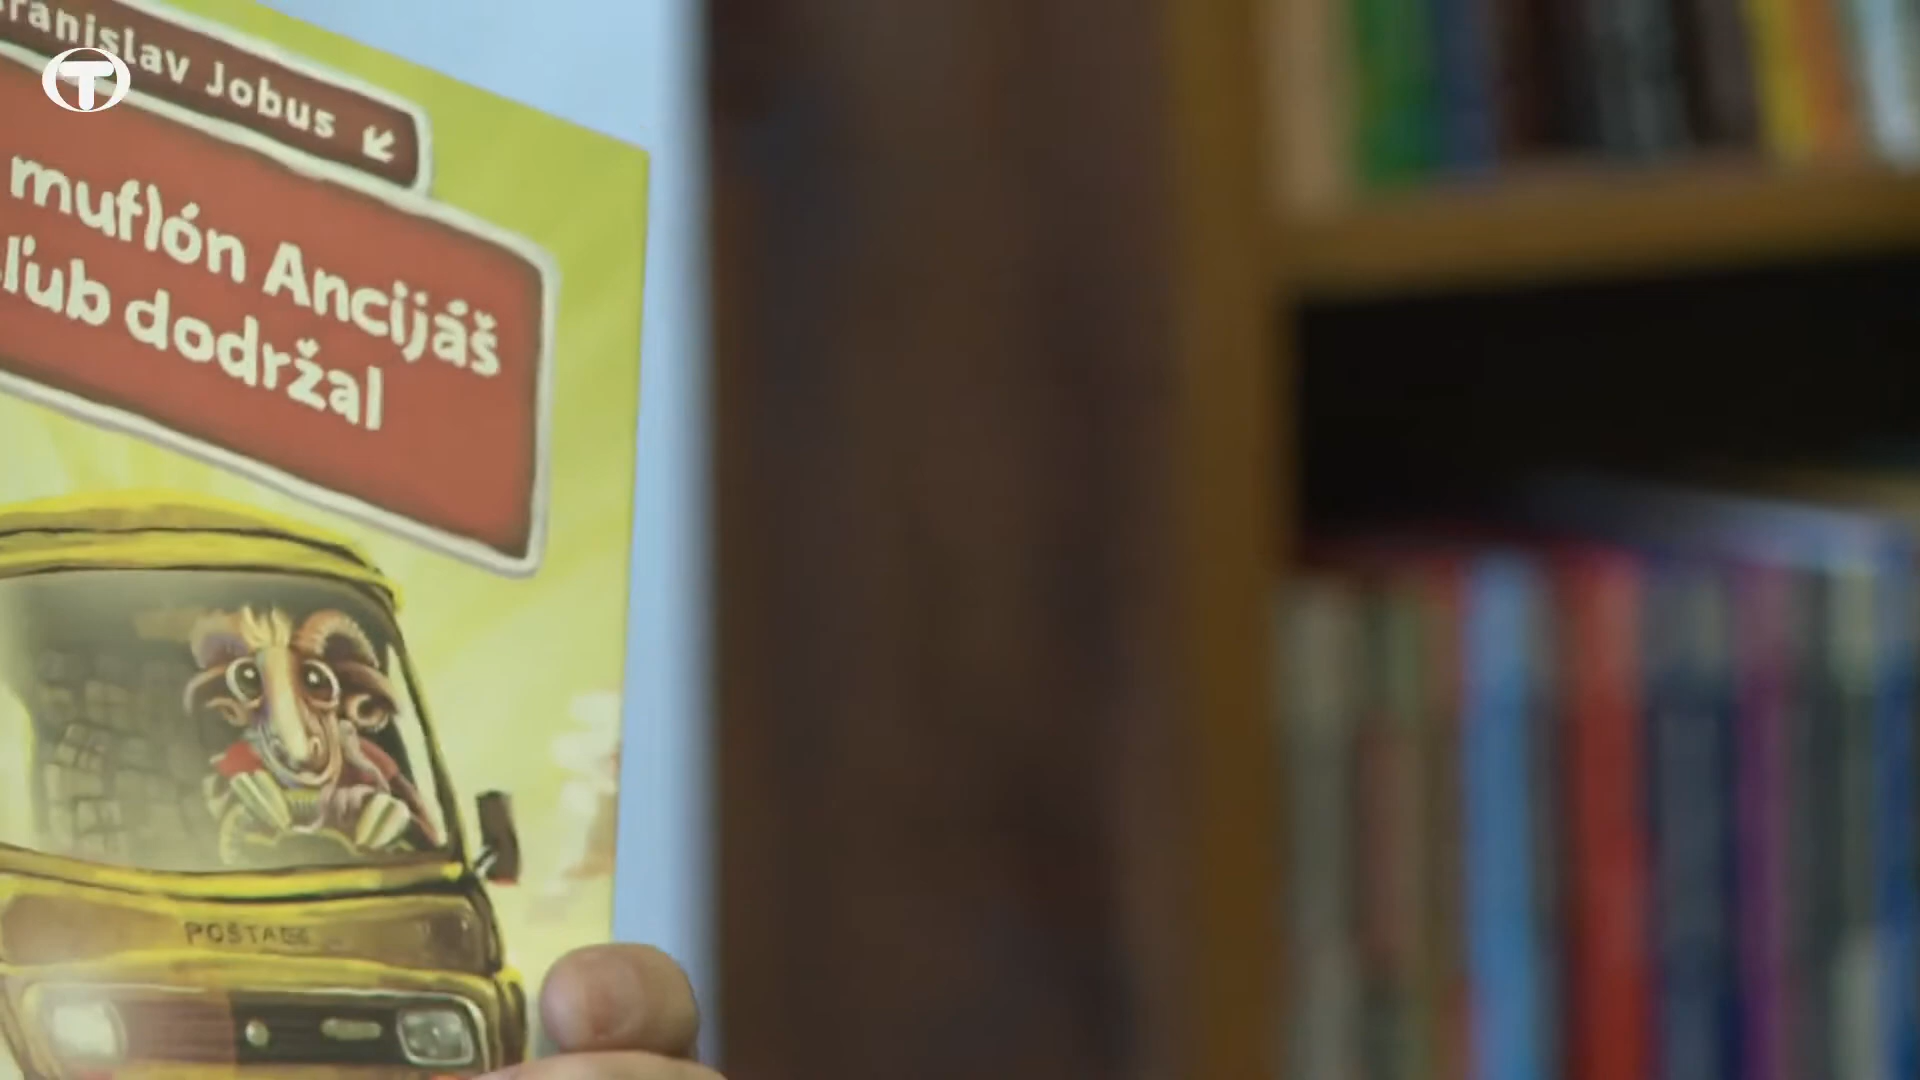 ranislav Jobus
muflón Ancijáš
ľub dodržal
POŠTA
T